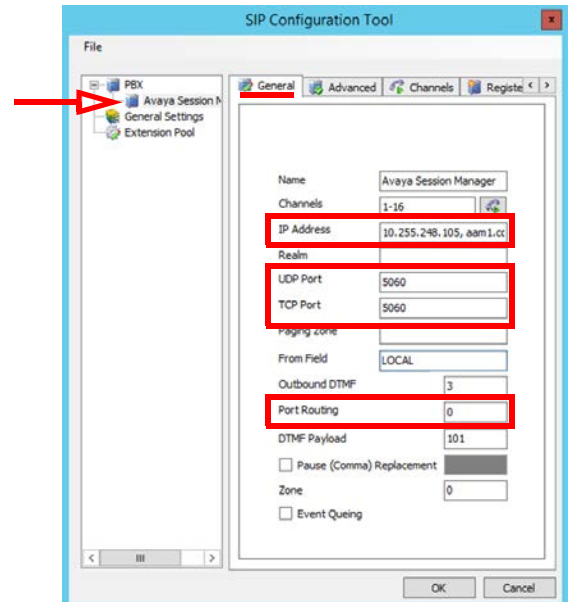 SIP Configuration Tool
x
File
PBX
Avaya Session M
General Settings
Extension Pool
General Advanced Channels Registe
Name Avaya Session Manager
Channels 1-16
IP Address 10.255.248.105, aam1.cc
Realm
UDP Port 5060
TCP Port 5060
Paging Zone
From Field LOCAL
Outbound DTMF 3
Port Routing 0
DTMF Payload 101
Pause (Comma) Replacement
Zone 0
Event Queing
OK Cancel